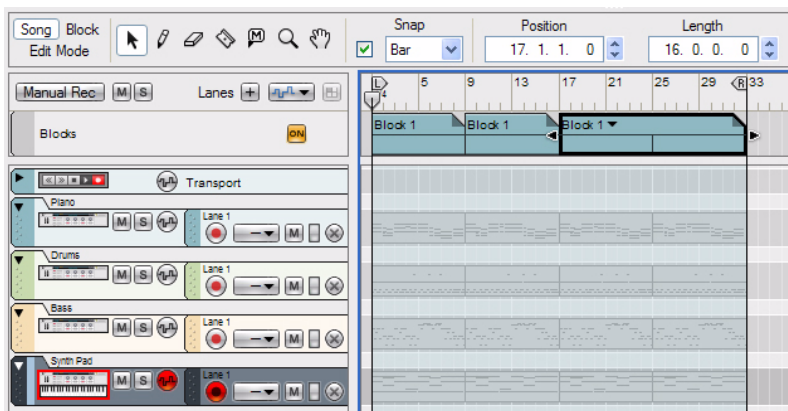 Song Block
Edit Mode
Snap
Position
Length
Bar
17. 1. 1. 0
16. 0. 0. 0
Manual Rec M S
Lanes
L 5 9 13 17 21 25 29 R 33
Blocks
ON
Block 1
Block 1
Block 1
Transport
Piano
M S
Lane 1
M
Drums
M S
Lane 1
M
Bass
M S
Lane 1
M
Synth Pad
M S
Lane 1
M